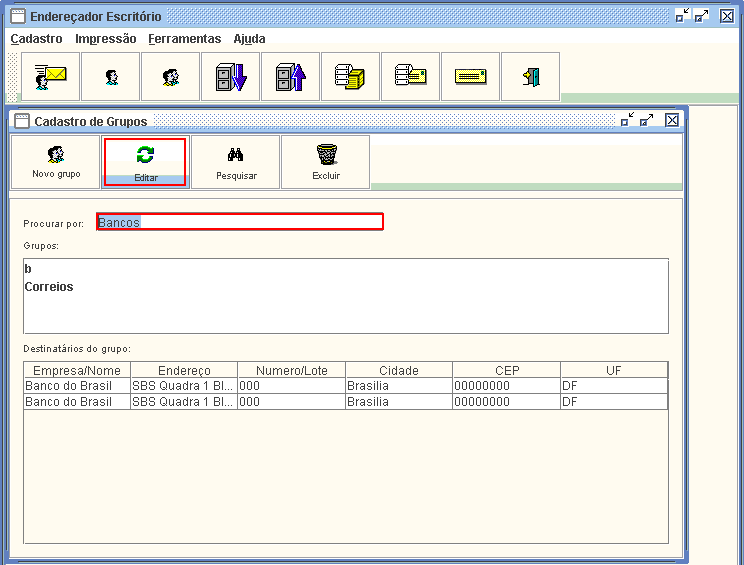 Endereçador Escritório
Cadastro Impressão Ferramentas Ajuda
Cadastro de Grupos
Novo grupo Editar Pesquisar Excluir
Procurar por: Bancos
Grupos:
b
Correios
Destinatários do grupo:
Empresa/Nome Endereço Numero/Lote Cidade CEP UF
Banco do Brasil SBS Quadra 1 Bl... 000 Brasilia 00000000 DF
Banco do Brasil SBS Quadra 1 Bl... 000 Brasilia 00000000 DF